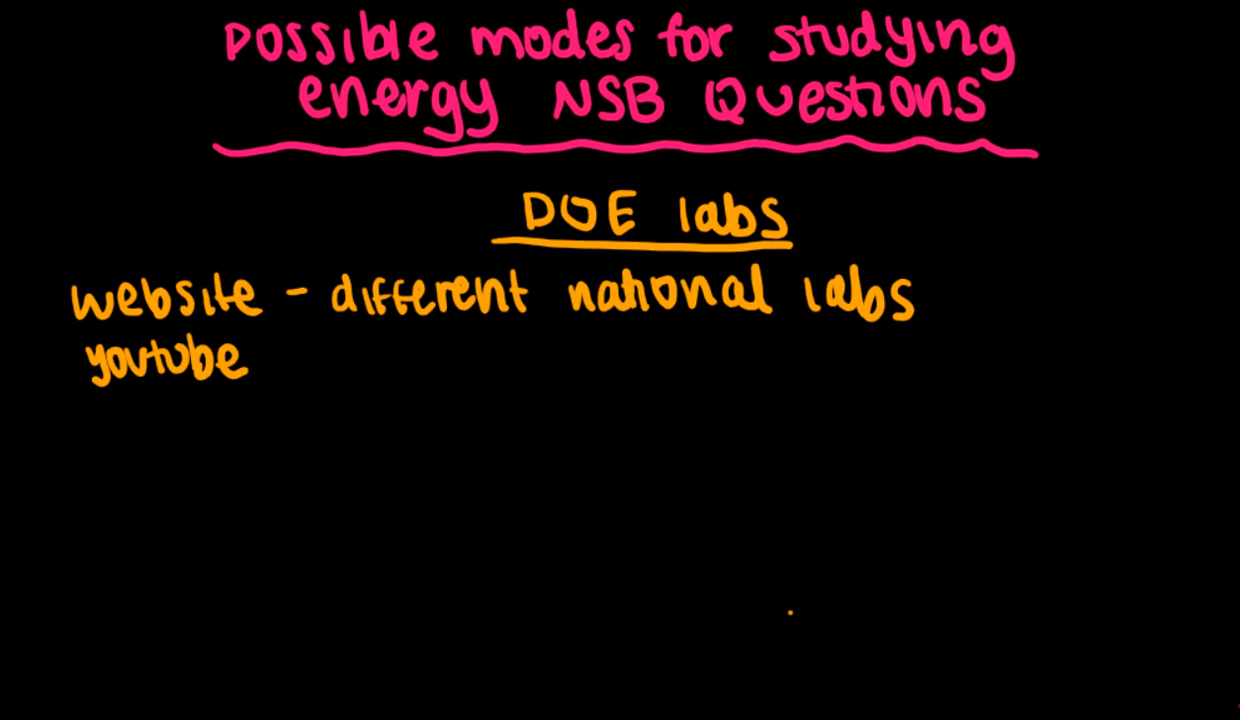 Possible modes for studying
energy NSB Questions
DOE labs
website - different national labs
youtube